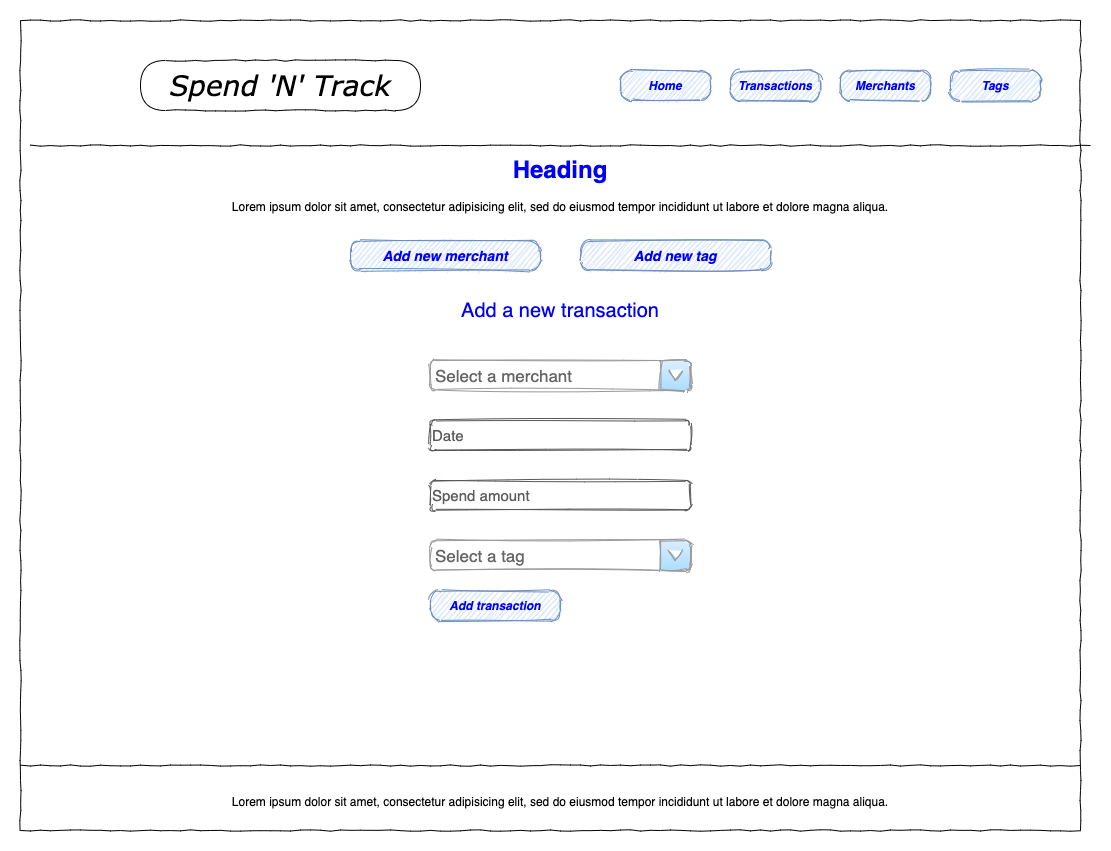 Spend 'N' Track
Home
Transactions
Merchants
Tags
Heading
Lorem ipsum dolor sit amet, consectetur adipisicing elit, sed do eiusmod tempor incididunt ut labore et dolore magna aliqua.
Add new merchant
Add new tag
Add a new transaction
Select a merchant
Date
Spend amount
Select a tag
Add transaction
Lorem ipsum dolor sit amet, consectetur adipisicing elit, sed do eiusmod tempor incididunt ut labore et dolore magna aliqua.